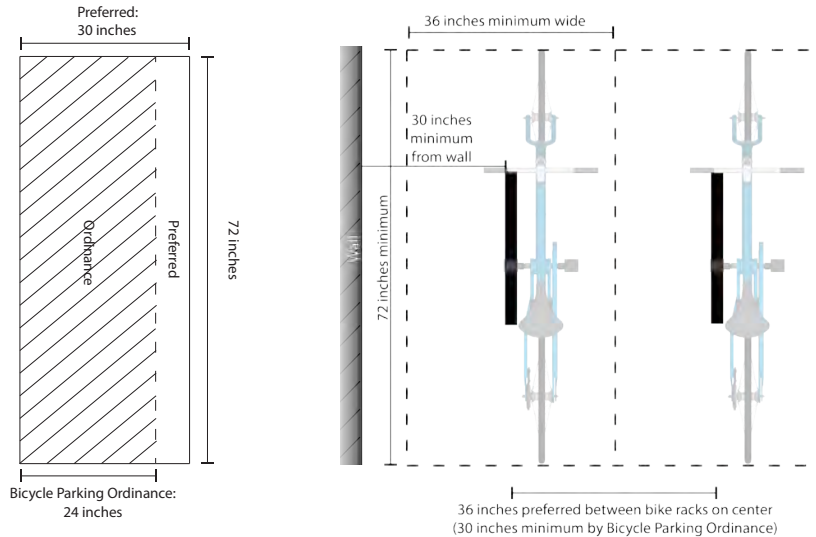 Preferred:
30 inches
Ordinance
Preferred
72 inches
Bicycle Parking Ordinance:
24 inches
36 inches minimum wide
30 inches
minimum
from wall
Wall
72 inches minimum
36 inches preferred between bike racks on center
(30 inches minimum by Bicycle Parking Ordinance)